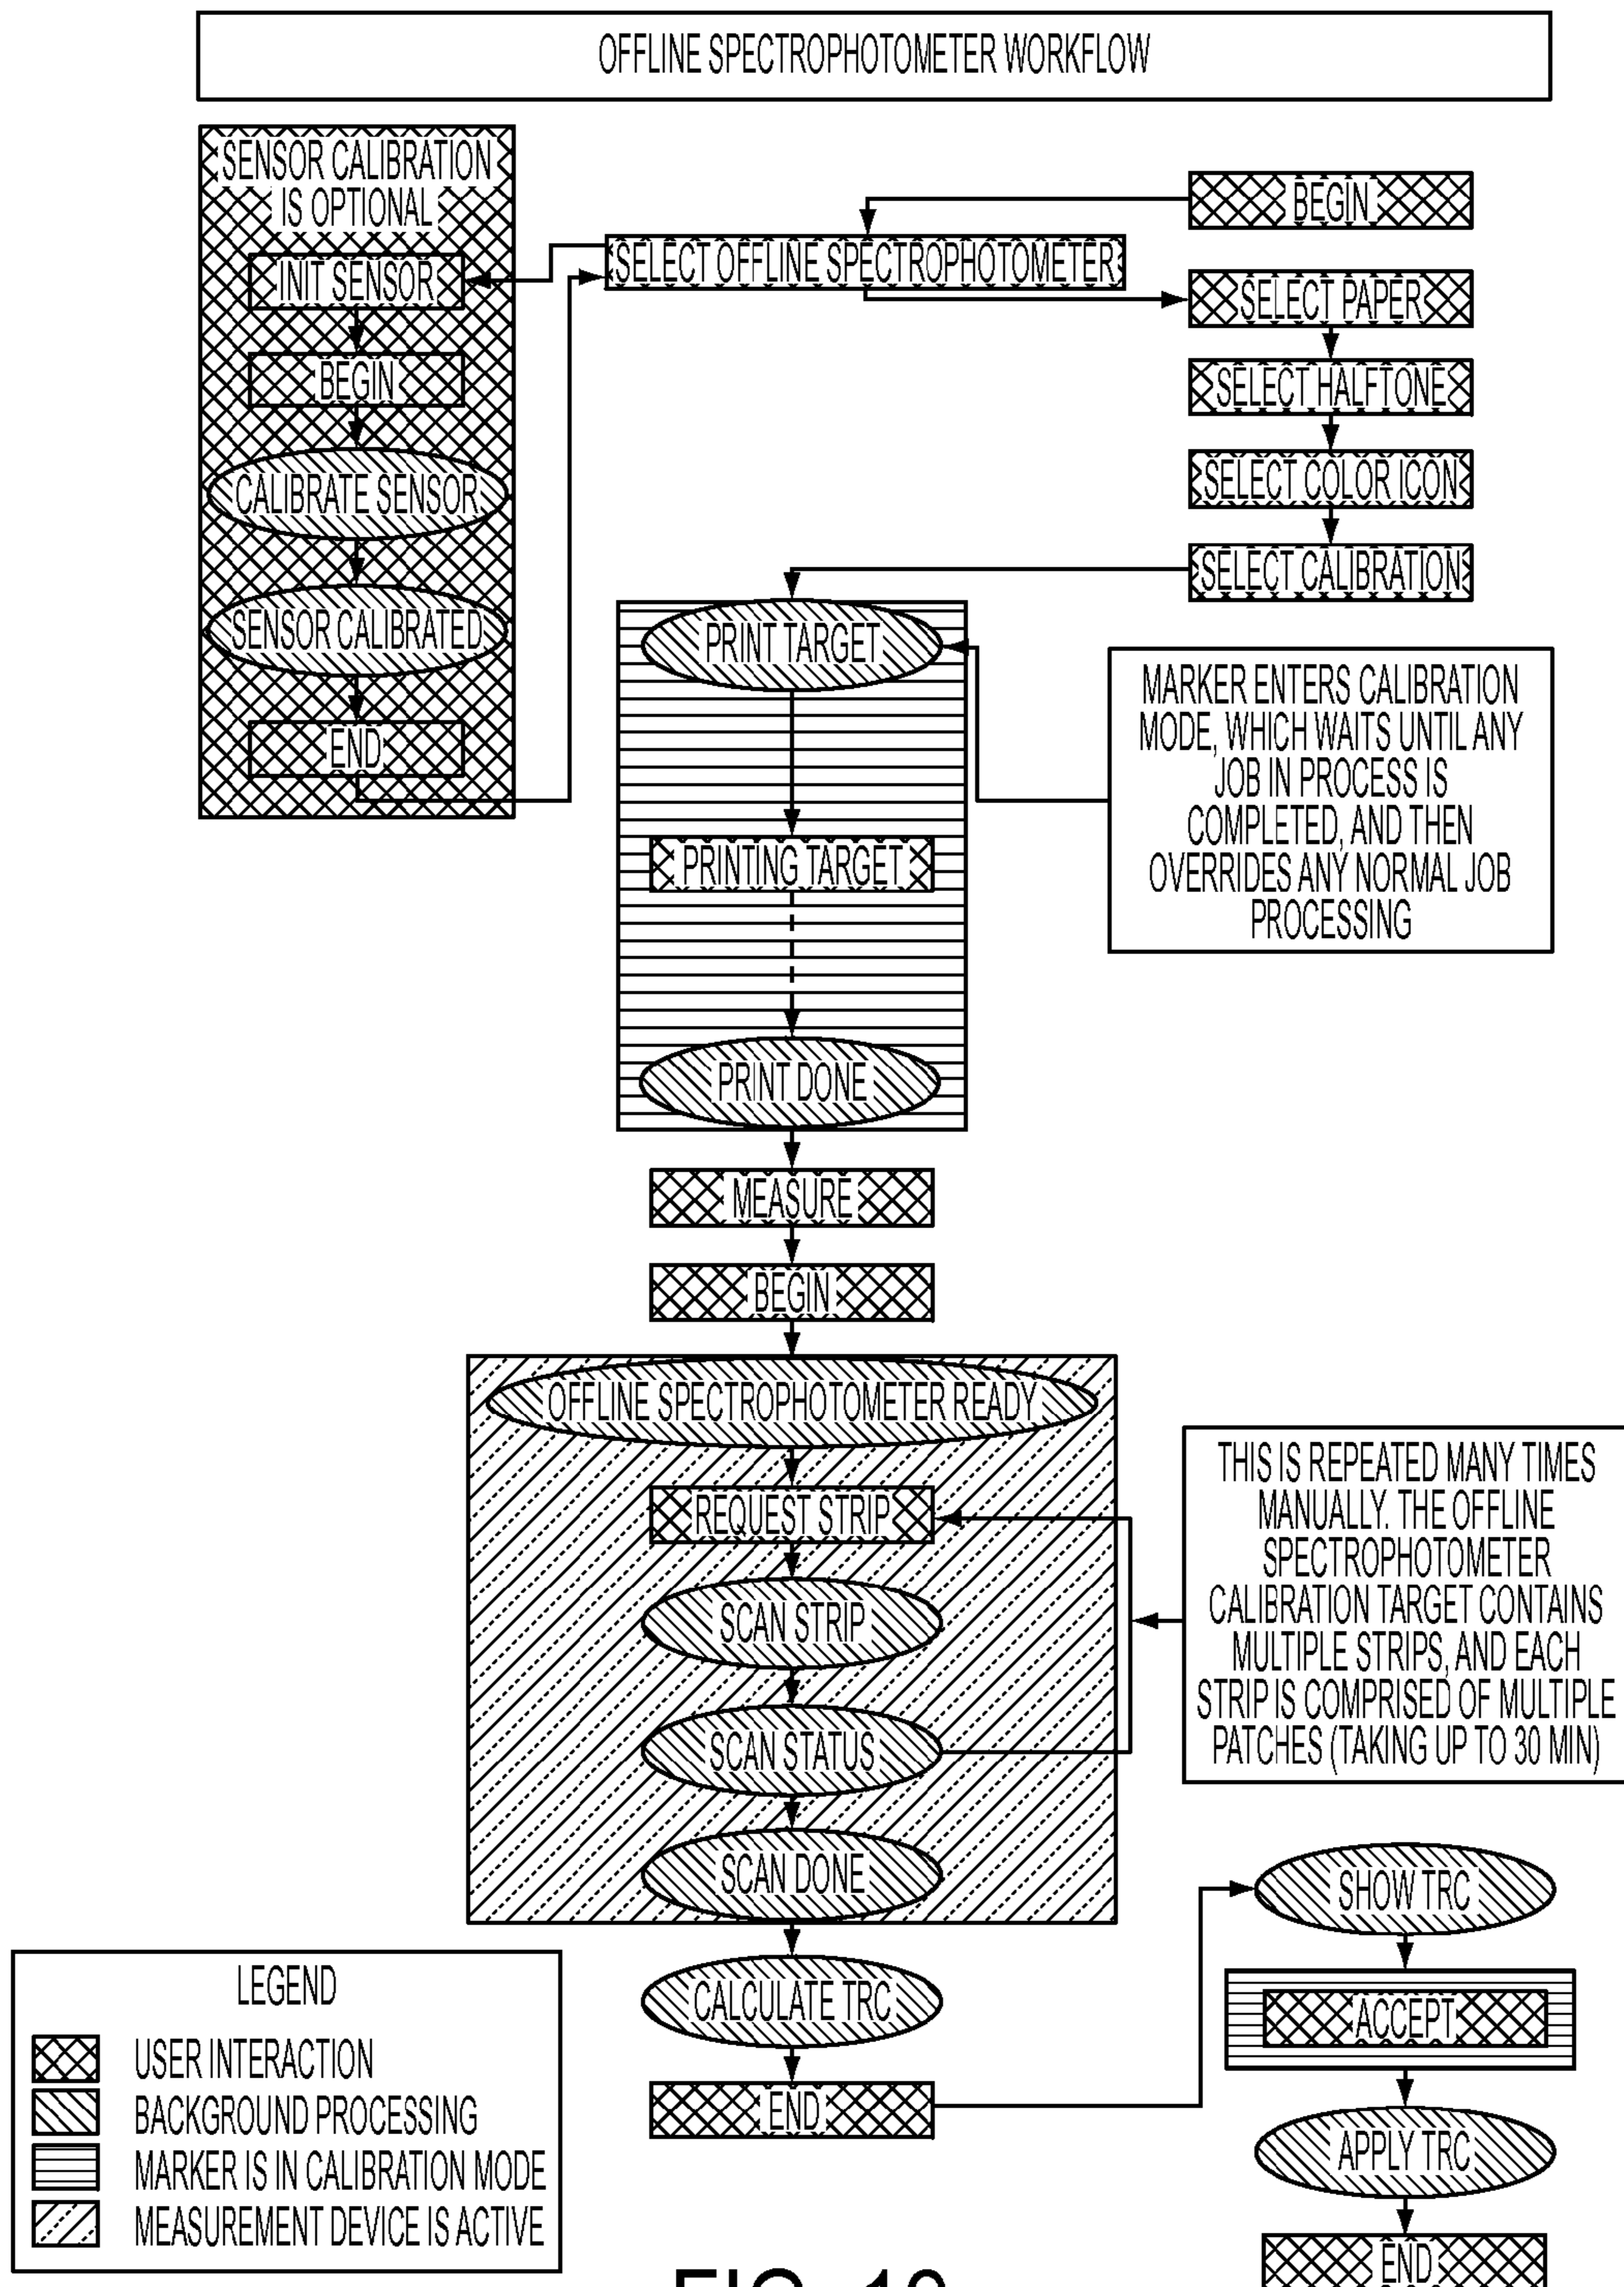 OFFLINE SPECTROPHOTOMETER WORKFLOW
SENSOR CALIBRATION
IS OPTIONAL
INIT SENSOR
BEGIN
CALIBRATE SENSOR
SENSOR CALIBRATED
END
BEGIN
SELECT OFFLINE SPECTROPHOTOMETER
SELECT PAPER
SELECT HALFTONE
SELECT COLOR ICON
SELECT CALIBRATION
PRINT TARGET
MARKER ENTERS CALIBRATION
MODE, WHICH WAITS UNTIL ANY
JOB IN PROCESS IS
COMPLETED, AND THEN
OVERRIDES ANY NORMAL JOB
PROCESSING
PRINTING TARGET
PRINT DONE
MEASURE
BEGIN
OFFLINE SPECTROPHOTOMETER READY
REQUEST STRIP
SCAN STRIP
SCAN STATUS
SCAN DONE
THIS IS REPEATED MANY TIMES
MANUALLY. THE OFFLINE
SPECTROPHOTOMETER
CALIBRATION TARGET CONTAINS
MULTIPLE STRIPS, AND EACH
STRIP IS COMPRISED OF MULTIPLE
PATCHES (TAKING UP TO 30 MIN)
CALCULATE TRC
END
SHOW TRC
ACCEPT
APPLY TRC
END
LEGEND
USER INTERACTION
BACKGROUND PROCESSING
MARKER IS IN CALIBRATION MODE
MEASUREMENT DEVICE IS ACTIVE